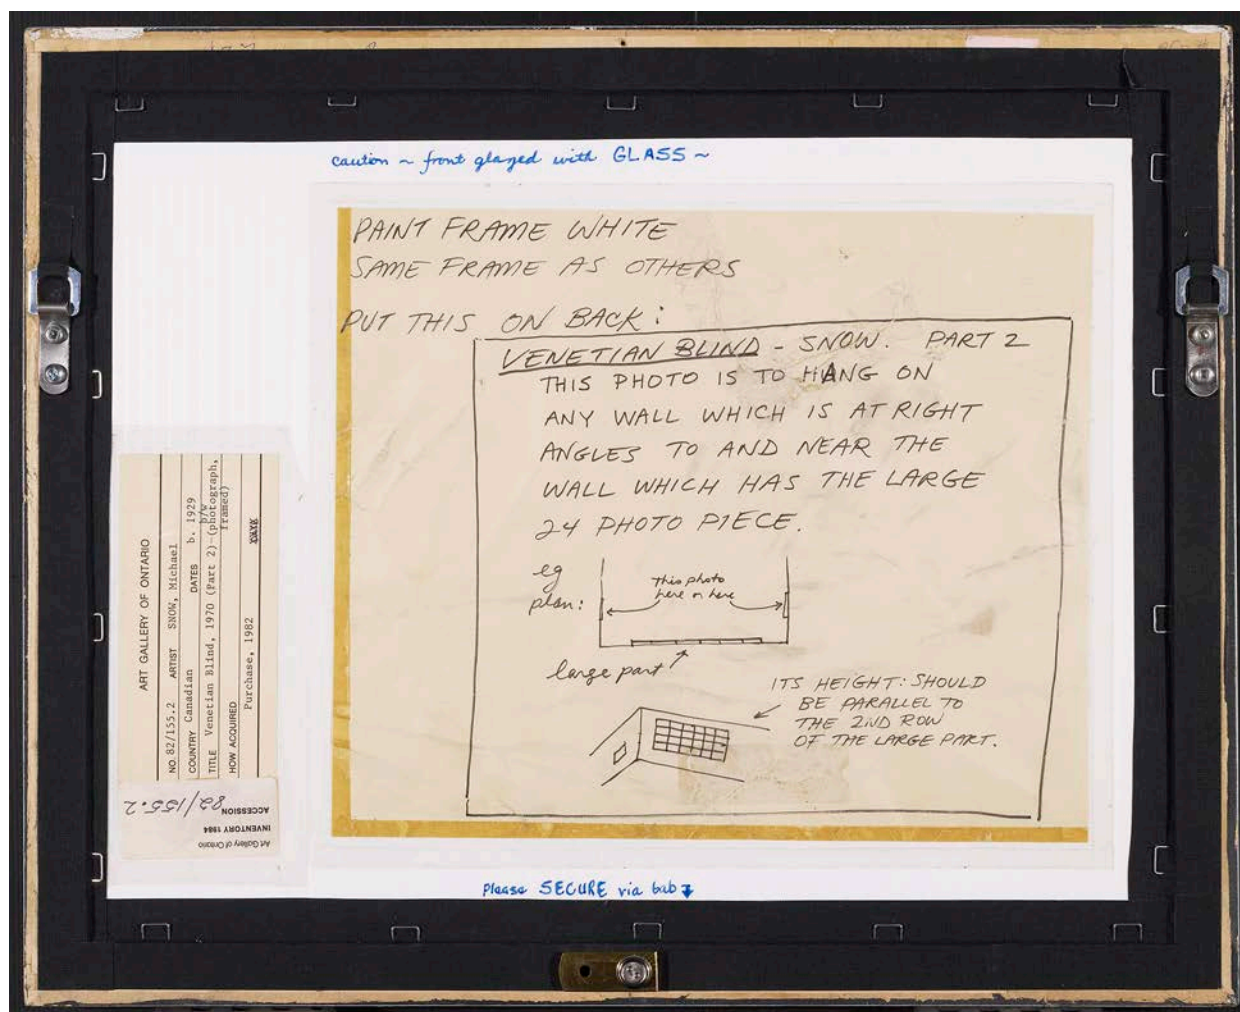 caution ~ front glazed with GLASS ~
PAINT FRAME WHITE
SAME FRAME AS OTHERS
PUT THIS ON BACK:
VENETIAN BLIND - SNOW. PART 2
THIS PHOTO IS TO HANG ON
ANY WALL WHICH IS AT RIGHT
ANGLES TO AND NEAR THE
WALL WHICH HAS THE LARGE
24 PHOTO PIECE.
eg
plan:
This photo
here or here
large part
ITS HEIGHT: SHOULD
BE PARALLEL TO
THE 2ND ROW
OF THE LARGE PART.
Please SECURE via tab
ART GALLERY OF ONTARIO
NO. 82/155.2 ARTIST SNOW, Michael
COUNTRY Canadian DATES b. 1929
b/w
TITLE Venetian Blind, 1970 (Part 2)-(photograph,
framed)
HOW ACQUIRED
Purchase, 1982
Art Gallery of Ontario
INVENTORY 1984
ACCESSION 82/155.2